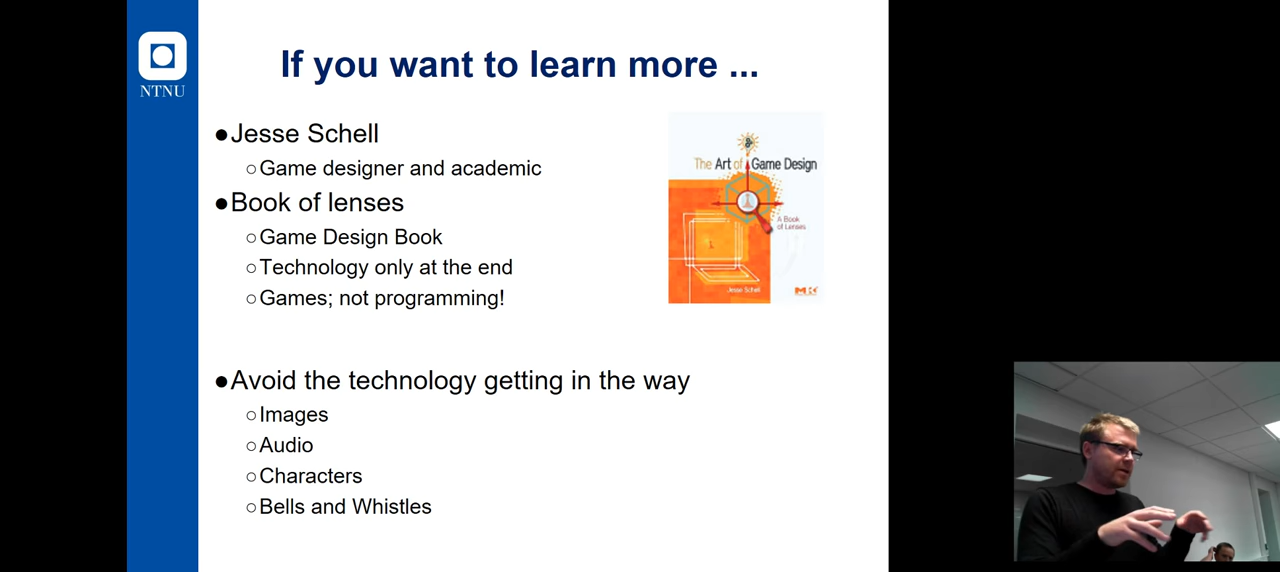 If you want to learn more ...
NTNU
●Jesse Schell
○Game designer and academic
●Book of lenses
○Game Design Book
○Technology only at the end
○Games; not programming!
The Art of Game Design
A Book
of Lenses
Jesse Schell
●Avoid the technology getting in the way
○Images
○Audio
○Characters
○Bells and Whistles